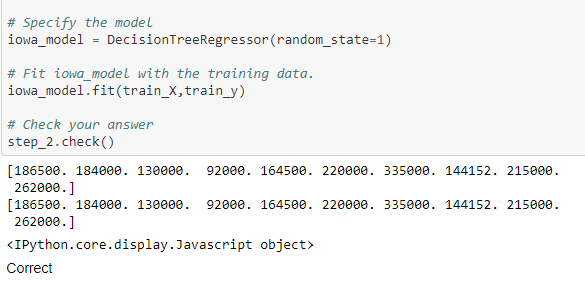 # Specify the model
iowa_model = DecisionTreeRegressor(random_state=1)
# Fit iowa_model with the training data.
iowa_model.fit(train_X,train_y)
# Check your answer
step_2.check()
[186500. 184000. 130000.  92000. 164500. 220000. 335000. 144152. 215000.
 262000.]
[186500. 184000. 130000.  92000. 164500. 220000. 335000. 144152. 215000.
 262000.]
<IPython.core.display.Javascript object>
Correct